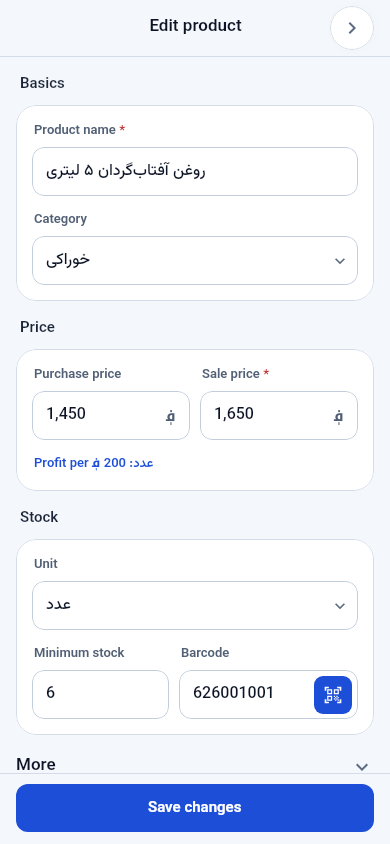 Edit product
Basics
Product name *
روغن آفتاب‌گردان ۵ لیتری
Category
خوراکی
Price
Purchase price
Sale price *
1,450 ؋
1,650 ؋
Profit per عدد: 200 ؋
Stock
Unit
عدد
Minimum stock
Barcode
6
626001001
More
Save changes